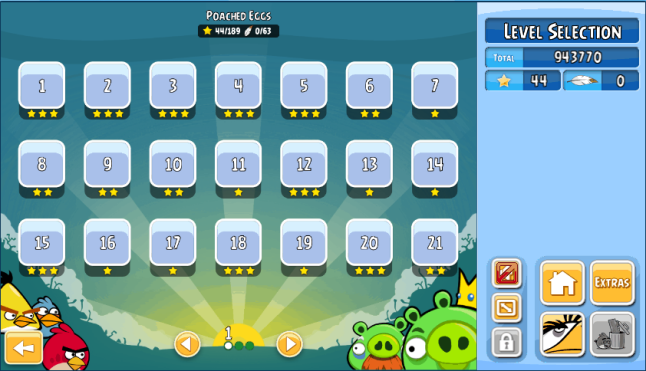 Poached Eggs
44/189 0/63
Level Selection
Total 943770
44 0
1 2 3 4 5 6 7
8 9 10 11 12 13 14
15 16 17 18 19 20 21
Extras
1